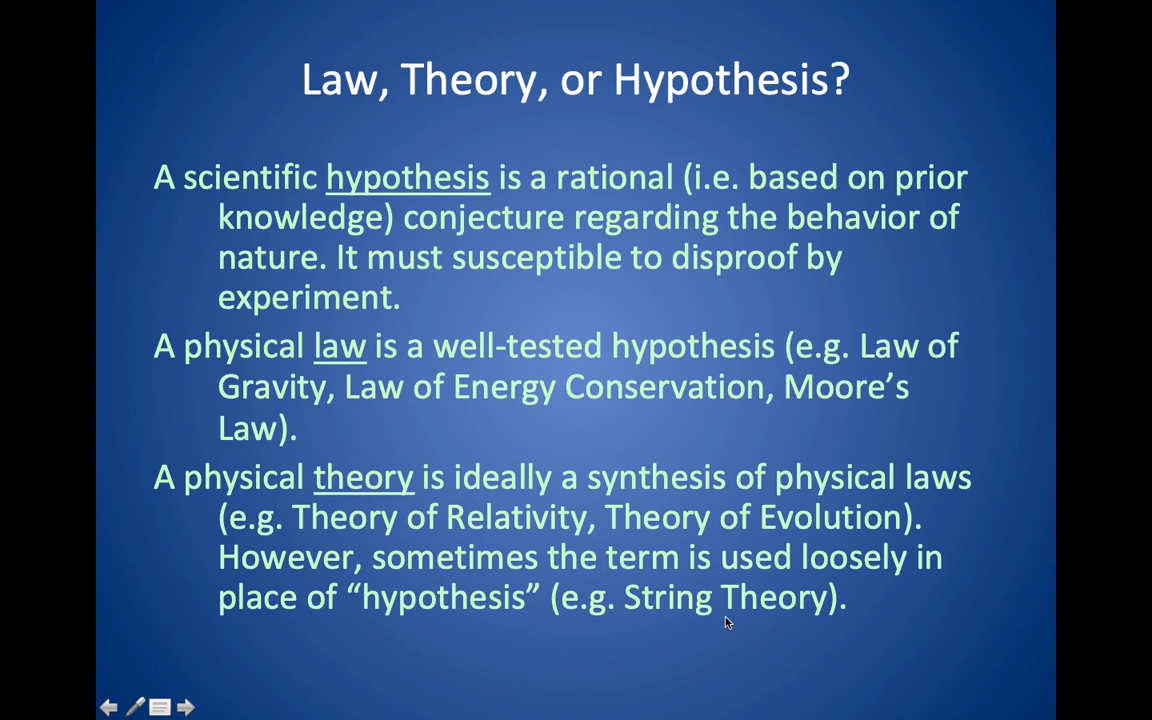 Law, Theory, or Hypothesis?
A scientific hypothesis is a rational (i.e. based on prior
knowledge) conjecture regarding the behavior of
nature. It must susceptible to disproof by
experiment.
A physical law is a well-tested hypothesis (e.g. Law of
Gravity, Law of Energy Conservation, Moore’s
Law).
A physical theory is ideally a synthesis of physical laws
(e.g. Theory of Relativity, Theory of Evolution).
However, sometimes the term is used loosely in
place of “hypothesis” (e.g. String Theory).